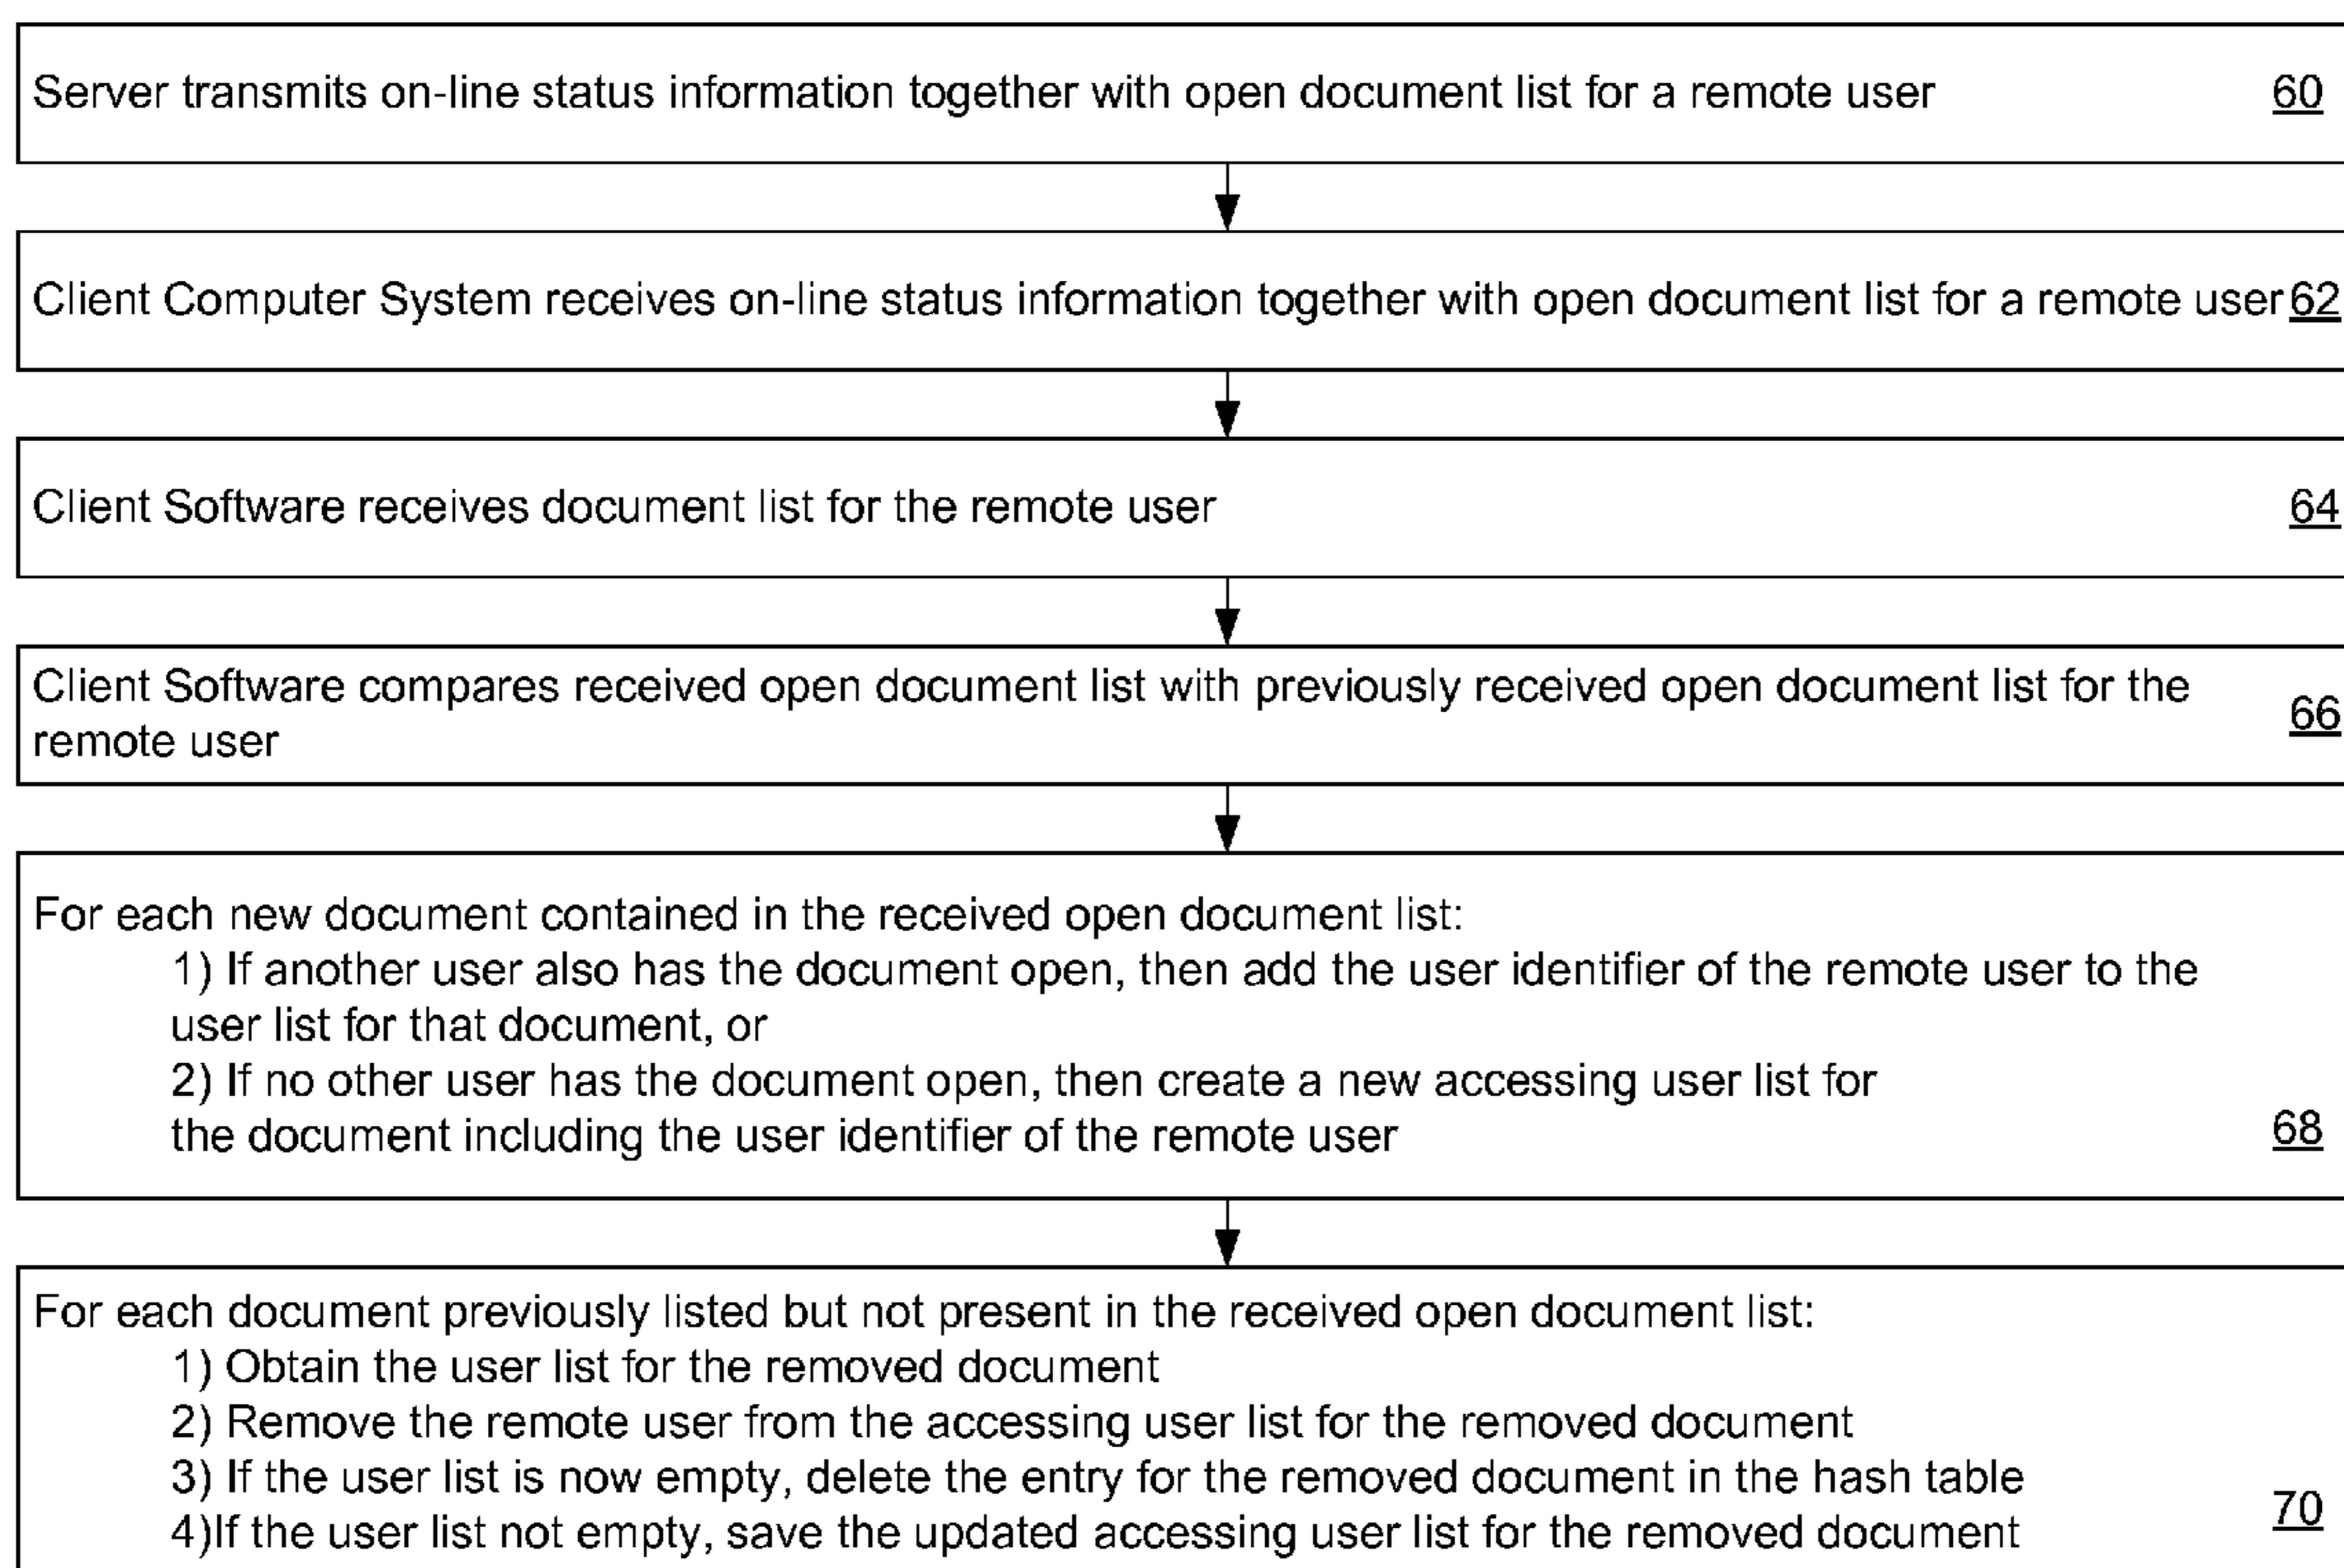 Server transmits on-line status information together with open document list for a remote user 60
Client Computer System receives on-line status information together with open document list for a remote user 62
Client Software receives document list for the remote user 64
Client Software compares received open document list with previously received open document list for the
remote user 66
For each new document contained in the received open document list:
1) If another user also has the document open, then add the user identifier of the remote user to the
user list for that document, or
2) If no other user has the document open, then create a new accessing user list for
the document including the user identifier of the remote user 68
For each document previously listed but not present in the received open document list:
1) Obtain the user list for the removed document
2) Remove the remote user from the accessing user list for the removed document
3) If the user list is now empty, delete the entry for the removed document in the hash table
4)If the user list not empty, save the updated accessing user list for the removed document 70